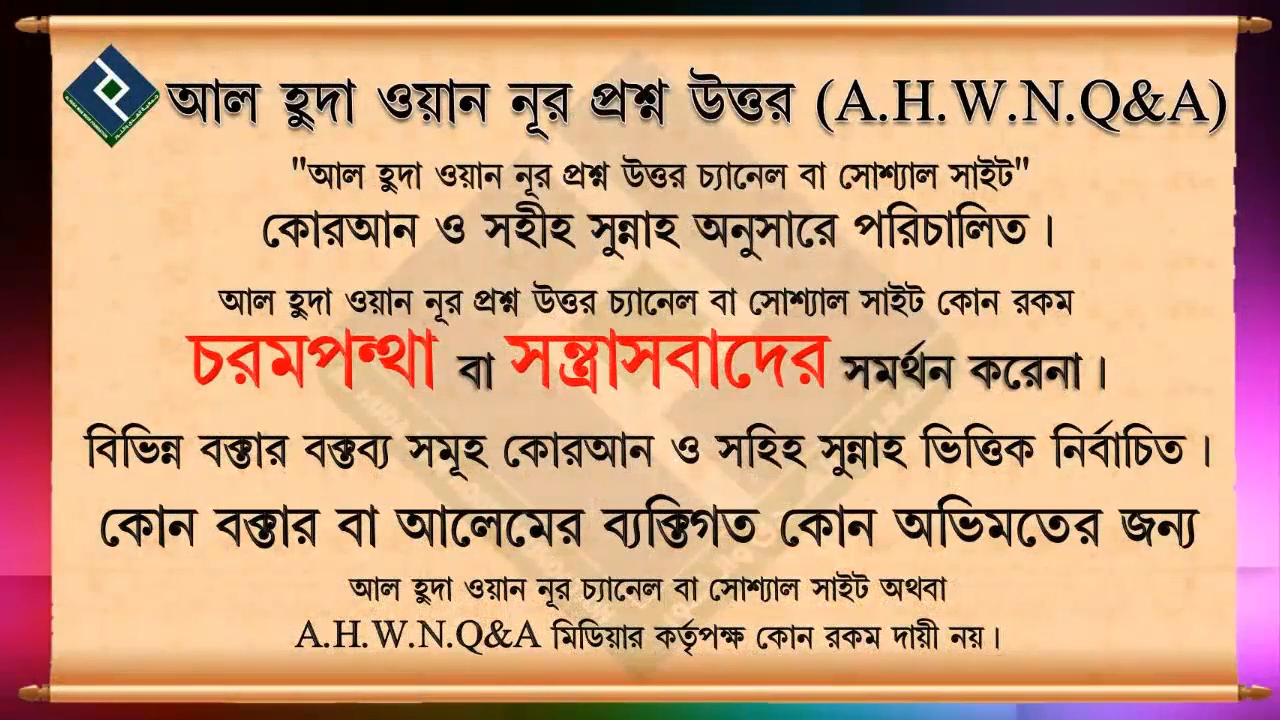 আল হুদা ওয়ান নূর প্রশ্ন উত্তর (A.H.W.N.Q&A)
"আল হুদা ওয়ান নূর প্রশ্ন উত্তর চ্যানেল বা সোশ্যাল সাইট"
কোরআন ও সহীহ সুন্নাহ অনুসারে পরিচালিত।
আল হুদা ওয়ান নূর প্রশ্ন উত্তর চ্যানেল বা সোশ্যাল সাইট কোন রকম
চরমপন্থা বা সন্ত্রাসবাদের সমর্থন করেনা।
বিভিন্ন বক্তার বক্তব্য সমূহ কোরআন ও সহিহ সুন্নাহ ভিত্তিক নির্বাচিত।
কোন বক্তার বা আলেমের ব্যক্তিগত কোন অভিমতের জন্য
আল হুদা ওয়ান নূর চ্যানেল বা সোশ্যাল সাইট অথবা
A.H.W.N.Q&A মিডিয়ার কর্তৃপক্ষ কোন রকম দায়ী নয়।